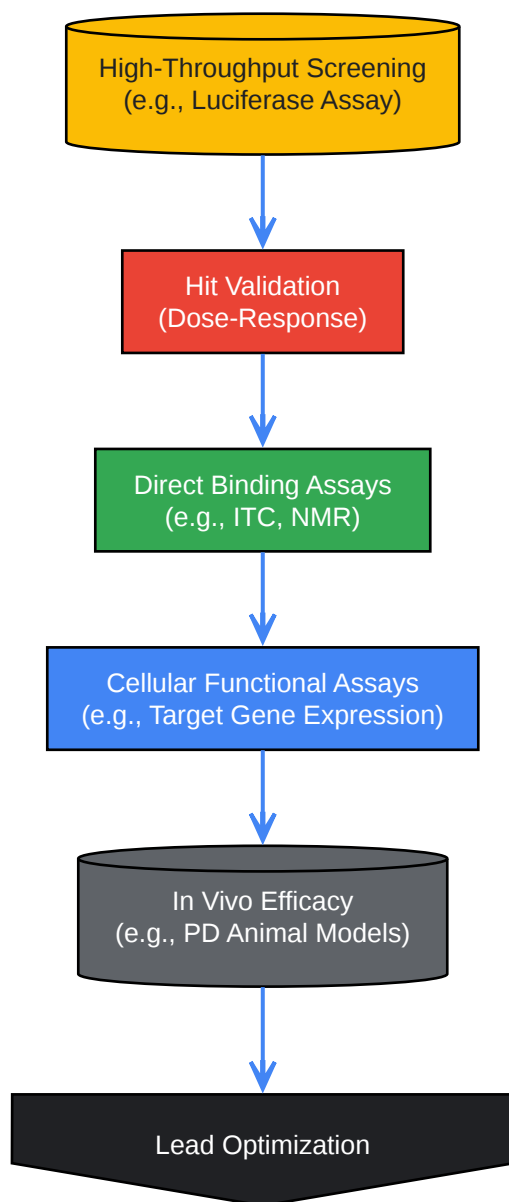 High-Throughput Screening
(e.g., Luciferase Assay)
Hit Validation
(Dose-Response)
Direct Binding Assays
(e.g., ITC, NMR)
Cellular Functional Assays
(e.g., Target Gene Expression)
In Vivo Efficacy
(e.g., PD Animal Models)
Lead Optimization